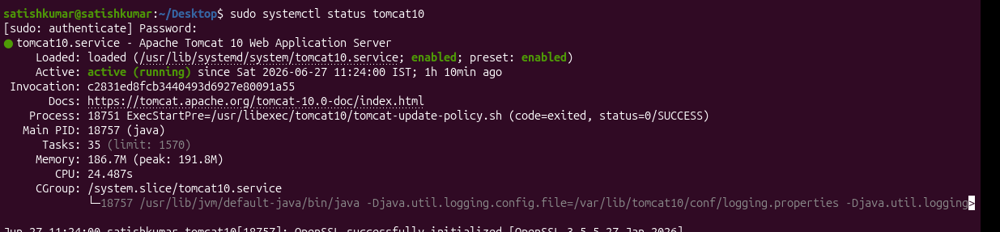 satishkumar@satishkumar:~/Desktop$ sudo systemctl status tomcat10
[sudo: authenticate] Password:
● tomcat10.service - Apache Tomcat 10 Web Application Server
Loaded: loaded (/usr/lib/systemd/system/tomcat10.service; enabled; preset: enabled)
Active: active (running) since Sat 2026-06-27 11:24:00 IST; 1h 10min ago
Invocation: c2831ed8fcb3440493d6927e80091a55
Docs: https://tomcat.apache.org/tomcat-10.0-doc/index.html
Process: 18751 ExecStartPre=/usr/libexec/tomcat10/tomcat-update-policy.sh (code=exited, status=0/SUCCESS)
Main PID: 18757 (java)
Tasks: 35 (limit: 1570)
Memory: 186.7M (peak: 191.8M)
CPU: 24.487s
CGroup: /system.slice/tomcat10.service
└─18757 /usr/lib/jvm/default-java/bin/java -Djava.util.logging.config.file=/var/lib/tomcat10/conf/logging.properties -Djava.util.logging>
Jun 27 11:24:00 satishkumar tomcat10[18757]: OpenSSL successfully initialized [OpenSSL 3.5.5 27 Jan 2026]